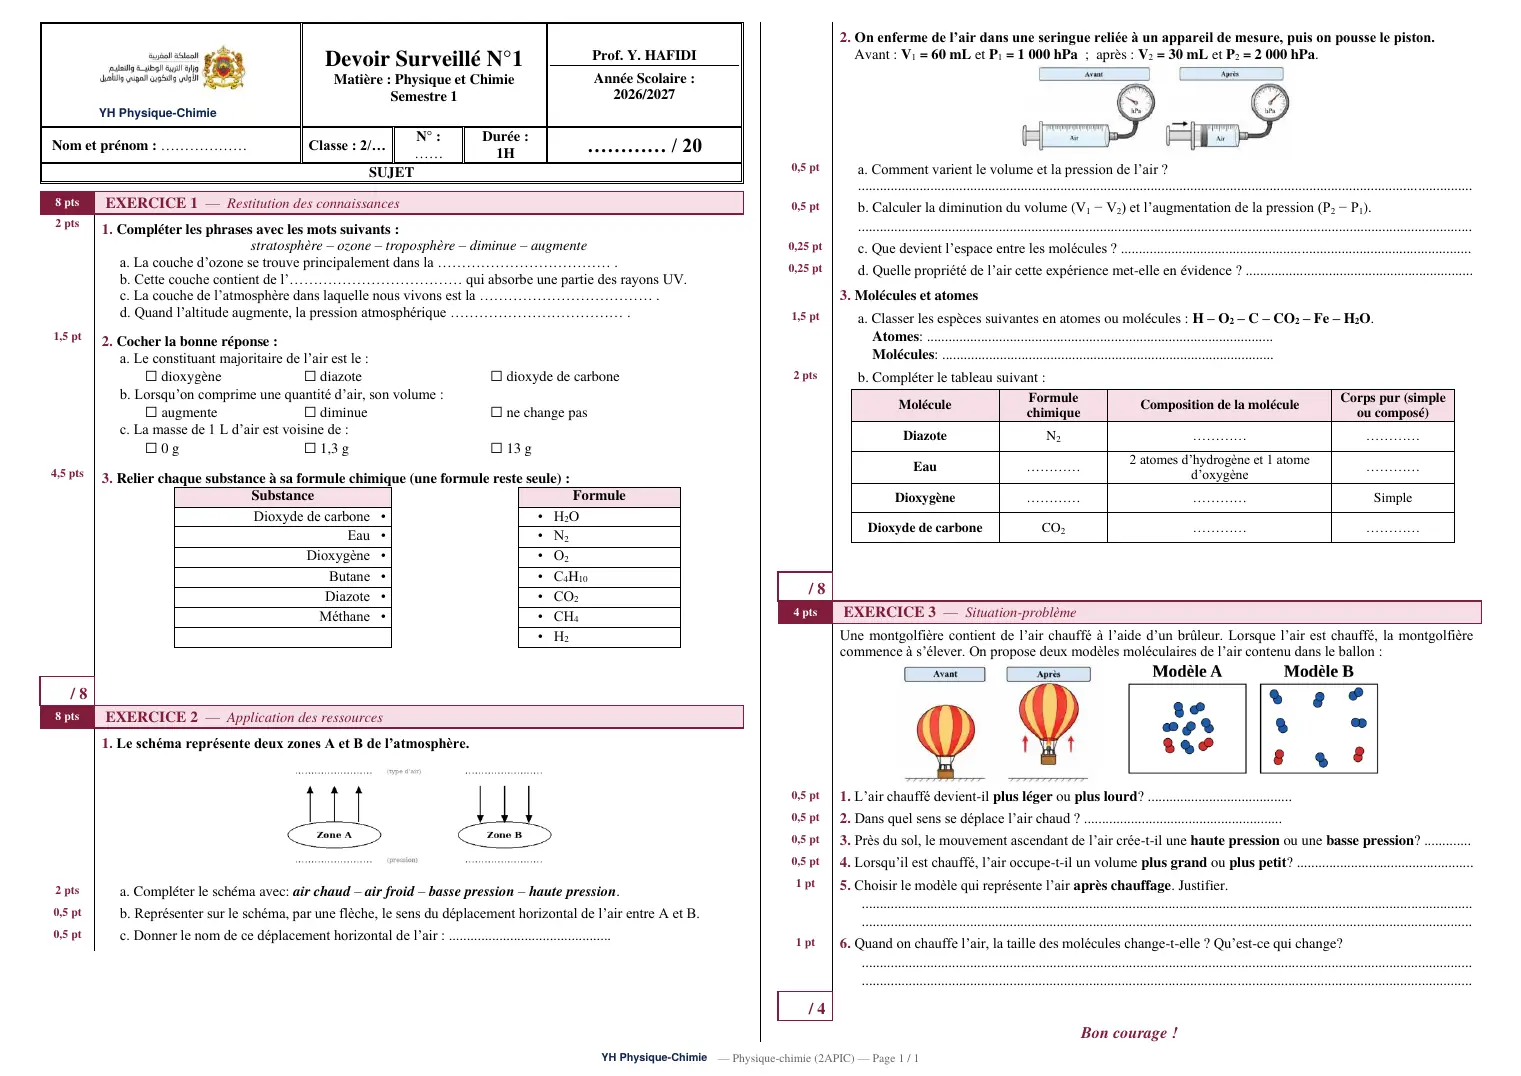 المملكة المغربية
وزارة التربية الوطنية والتعليم
الأولي والتكوين المهني والتأهيل
YH Physique-Chimie
Devoir Surveillé N°1
Matière : Physique et Chimie
Semestre 1
Prof. Y. HAFIDI
Année Scolaire :
2026/2027
Nom et prénom : ………………
Classe : 2/…
N° :
……
Durée :
1H
………… / 20
SUJET
8 pts EXERCICE 1 — Restitution des connaissances
2 pts
1. Compléter les phrases avec les mots suivants :
stratosphère – ozone – troposphère – diminue – augmente
a. La couche d’ozone se trouve principalement dans la ……………………………… .
b. Cette couche contient de l’……………………………… qui absorbe une partie des rayons UV.
c. La couche de l’atmosphère dans laquelle nous vivons est la ……………………………… .
d. Quand l’altitude augmente, la pression atmosphérique ……………………………… .
1,5 pt
2. Cocher la bonne réponse :
a. Le constituant majoritaire de l’air est le :
☐ dioxygène ☐ diazote ☐ dioxyde de carbone
b. Lorsqu’on comprime une quantité d’air, son volume :
☐ augmente ☐ diminue ☐ ne change pas
c. La masse de 1 L d’air est voisine de :
☐ 0 g ☐ 1,3 g ☐ 13 g
4,5 pts
3. Relier chaque substance à sa formule chimique (une formule reste seule) :
Substance Formule
Dioxyde de carbone • • H₂O
Eau • • N₂
Dioxygène • • O₂
Butane • • C₄H₁₀
Diazote • • CO₂
Méthane • • CH₄
• H₂
/ 8
8 pts EXERCICE 2 — Application des ressources
1. Le schéma représente deux zones A et B de l’atmosphère.
........................ (type d'air) ........................
Zone A Zone B
........................ (pression) ........................
2 pts a. Compléter le schéma avec: air chaud – air froid – basse pression – haute pression.
0,5 pt b. Représenter sur le schéma, par une flèche, le sens du déplacement horizontal de l’air entre A et B.
0,5 pt c. Donner le nom de ce déplacement horizontal de l’air : .............................................
2. On enferme de l’air dans une seringue reliée à un appareil de mesure, puis on pousse le piston.
Avant : V₁ = 60 mL et P₁ = 1 000 hPa ; après : V₂ = 30 mL et P₂ = 2 000 hPa.
Avant Après
hPa hPa
Air Air
0,5 pt a. Comment varient le volume et la pression de l’air ?
..........................................................................................
0,5 pt b. Calculer la diminution du volume (V₁ − V₂) et l’augmentation de la pression (P₂ − P₁).
..........................................................................................
0,25 pt c. Que devient l’espace entre les molécules ? ..........................................................................................
0,25 pt d. Quelle propriété de l’air cette expérience met-elle en évidence ? ...............................................................
3. Molécules et atomes
1,5 pt a. Classer les espèces suivantes en atomes ou molécules : H – O₂ – C – CO₂ – Fe – H₂O.
Atomes: ................................................................................................
Molécules: ............................................................................................
2 pts b. Compléter le tableau suivant :
Molécule Formule chimique Composition de la molécule Corps pur (simple ou composé)
Diazote N₂ ………… …………
Eau ………… 2 atomes d’hydrogène et 1 atome d’oxygène …………
Dioxygène ………… ………… Simple
Dioxyde de carbone CO₂ ………… …………
/ 8
4 pts EXERCICE 3 — Situation-problème
Une montgolfière contient de l’air chauffé à l’aide d’un brûleur. Lorsque l’air est chauffé, la montgolfière
commence à s’élever. On propose deux modèles moléculaires de l’air contenu dans le ballon :
Avant Après Modèle A Modèle B
0,5 pt 1. L’air chauffé devient-il plus léger ou plus lourd? ........................................
0,5 pt 2. Dans quel sens se déplace l’air chaud ? .......................................................
0,5 pt 3. Près du sol, le mouvement ascendant de l’air crée-t-il une haute pression ou une basse pression? .............
0,5 pt 4. Lorsqu’il est chauffé, l’air occupe-t-il un volume plus grand ou plus petit? .................................................
1 pt 5. Choisir le modèle qui représente l’air après chauffage. Justifier.
..........................................................................................
..........................................................................................
1 pt 6. Quand on chauffe l’air, la taille des molécules change-t-elle ? Qu’est-ce qui change?
..........................................................................................
..........................................................................................
/ 4
Bon courage !
YH Physique-Chimie — Physique-chimie (2APIC) — Page 1 / 1